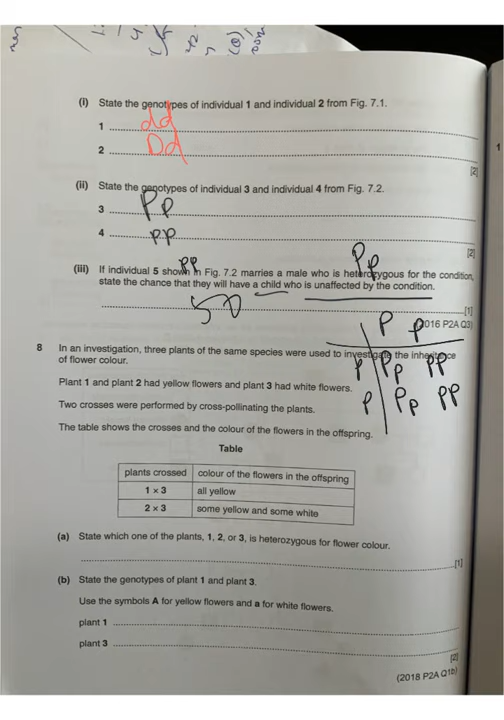 (i) State the genotypes of individual 1 and individual 2 from Fig. 7.1.
dd
1
Dd
2
[2]
(ii) State the genotypes of individual 3 and individual 4 from Fig. 7.2.
3 Pp
4 pp
[2]
pp Pp
(iii) If individual 5 shown in Fig. 7.2 marries a male who is heterozygous for the condition,
state the chance that they will have a child who is unaffected by the condition.
50
[1]
(2016 P2A Q3)
P p
8 In an investigation, three plants of the same species were used to investigate the inheritance
of flower colour.
p Pp pp
Plant 1 and plant 2 had yellow flowers and plant 3 had white flowers.
p Pp pp
Two crosses were performed by cross-pollinating the plants.
The table shows the crosses and the colour of the flowers in the offspring.
Table
plants crossed colour of the flowers in the offspring
1 × 3 all yellow
2 × 3 some yellow and some white
(a) State which one of the plants, 1, 2, or 3, is heterozygous for flower colour.
[1]
(b) State the genotypes of plant 1 and plant 3.
Use the symbols A for yellow flowers and a for white flowers.
plant 1
plant 3
[2]
(2018 P2A Q1b)
1